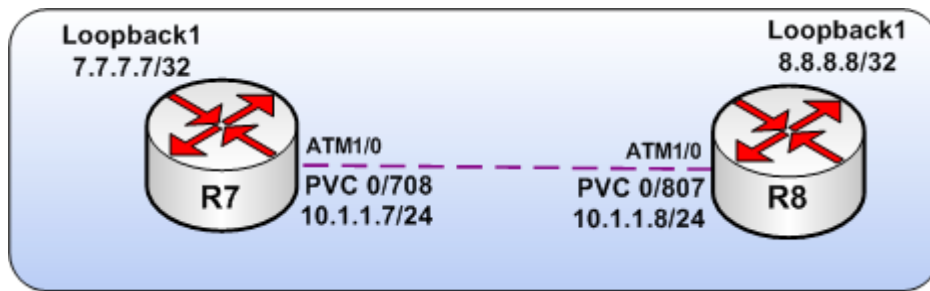 Loopback1
7.7.7.7/32
Loopback1
8.8.8.8/32
ATM1/0
PVC 0/708
10.1.1.7/24
R7
ATM1/0
PVC 0/807
10.1.1.8/24
R8